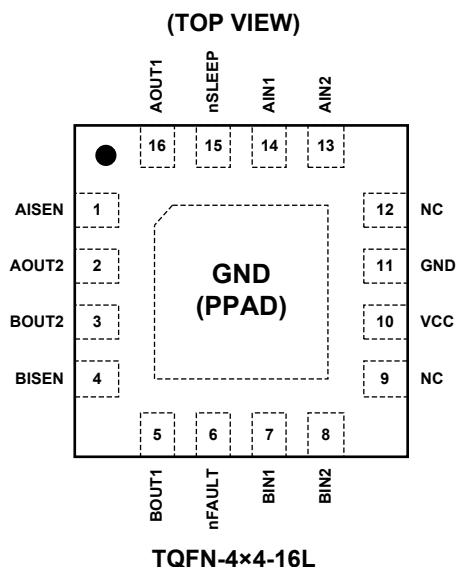 (TOP VIEW)
AOUT1
nSLEEP
AIN1
AIN2
16
15
14
13
AISEN 1
12 NC
AOUT2 2
11 GND
BOUT2 3
10 VCC
BISEN 4
9 NC
GND
(PPAD)
5
6
7
8
BOUT1
nFAULT
BIN1
BIN2
TQFN-4×4-16L